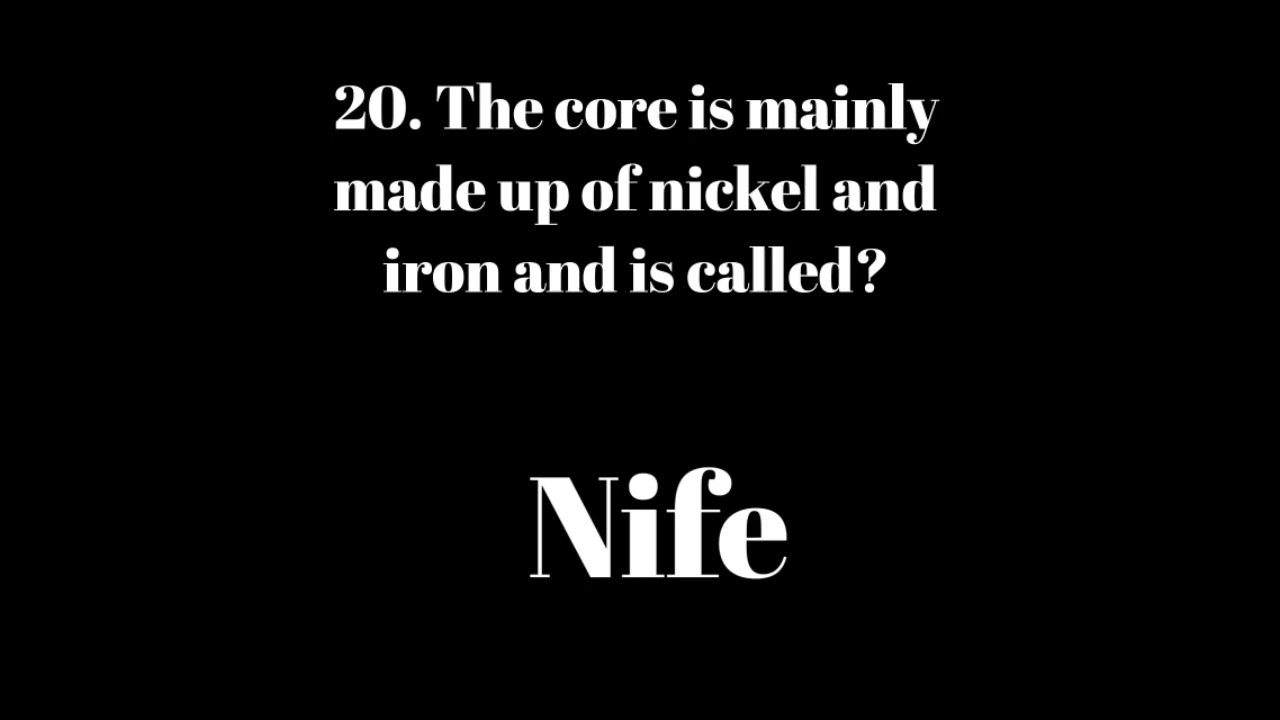 20. The core is mainly
made up of nickel and
iron and is called?
Nife